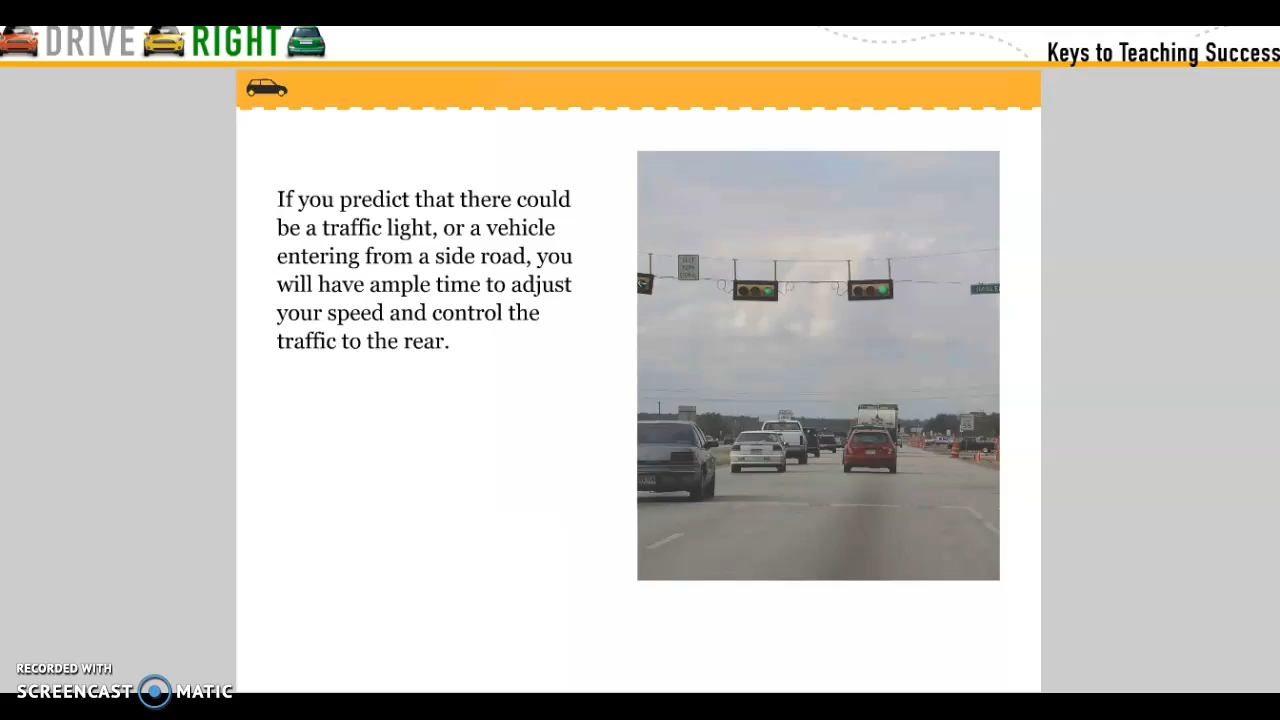 DRIVE RIGHT
Keys to Teaching Success
If you predict that there could
be a traffic light, or a vehicle
entering from a side road, you
will have ample time to adjust
your speed and control the
traffic to the rear.
RECORDED WITH
SCREENCAST MATIC